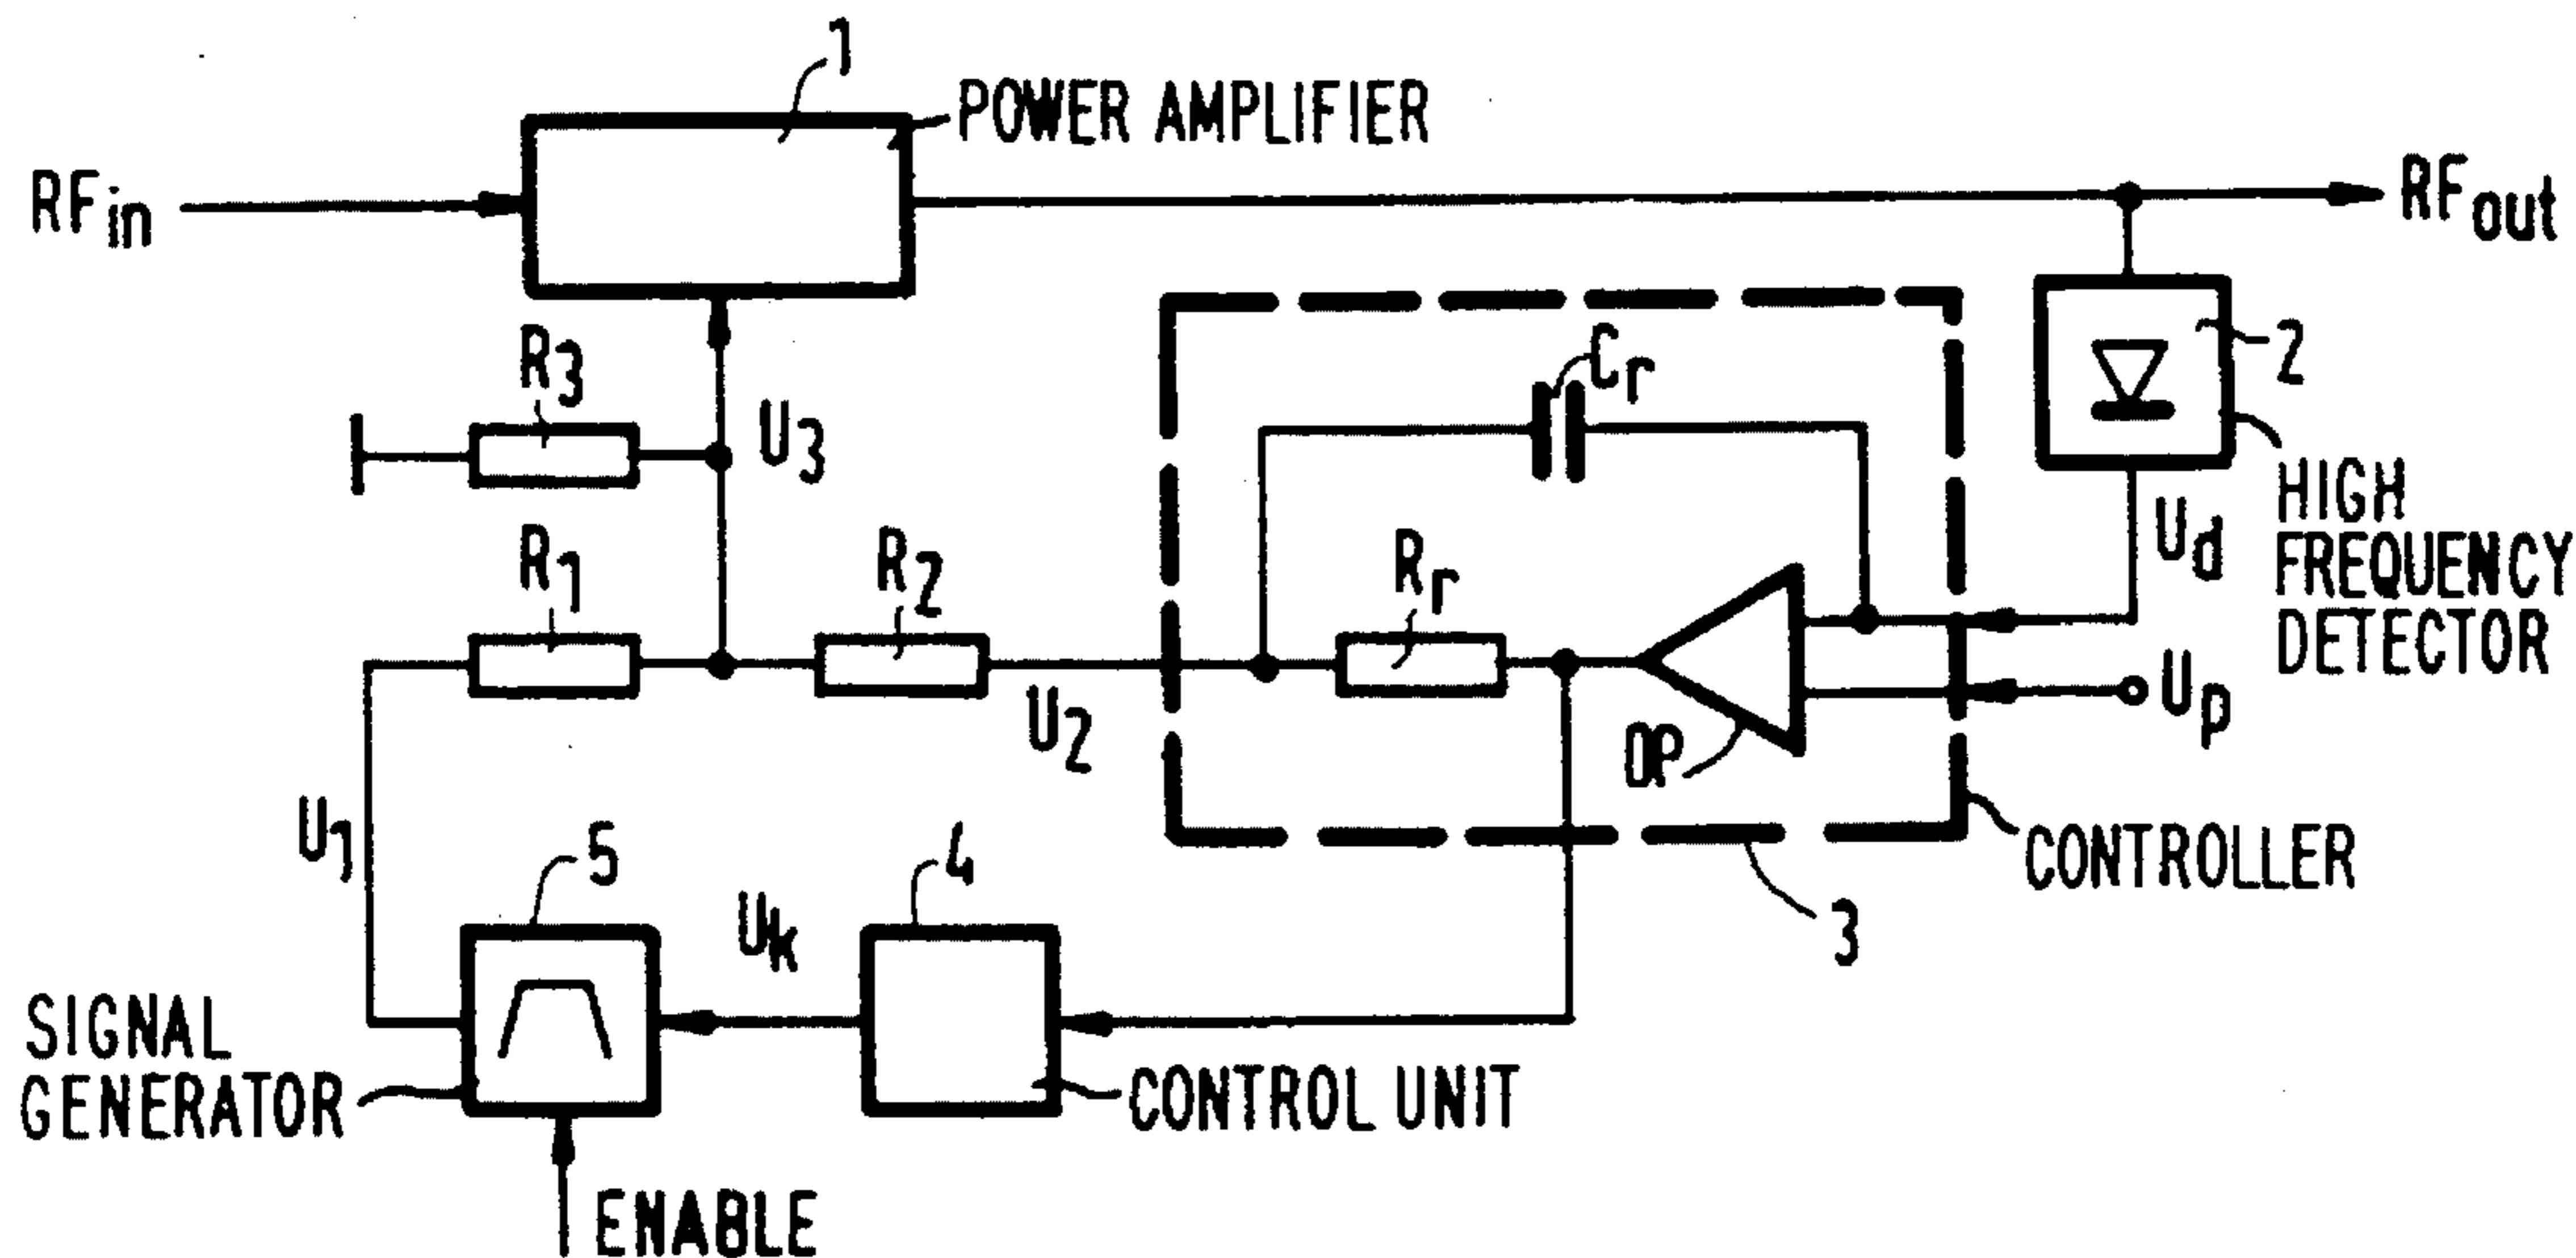 1
POWER AMPLIFIER
RFin
RFout
R3
U3
Cr
2
HIGH
FREQUENCY
DETECTOR
Ud
R1
R2
Rr
U2
OP
Up
U1
5
Uk
4
3
CONTROLLER
SIGNAL
GENERATOR
CONTROL UNIT
ENABLE